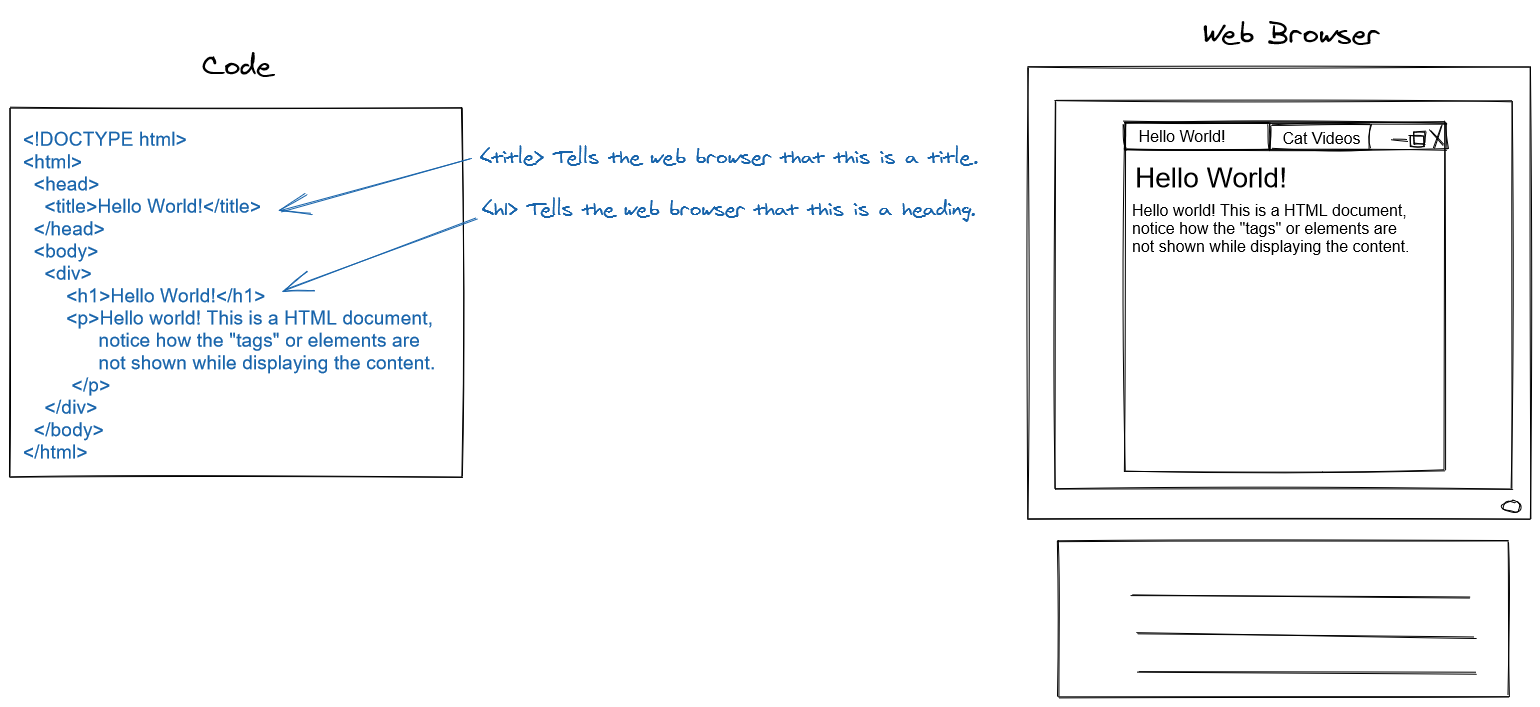 Code
<!DOCTYPE html>
<html>
<head>
<title>Hello World!</title>
</head>
<body>
<div>
<h1>Hello World!</h1>
<p>Hello world! This is a HTML document,
notice how the "tags" or elements are
not shown while displaying the content.
</p>
</div>
</body>
</html>
<title> Tells the web browser that this is a title.
<h1> Tells the web browser that this is a heading.
Web Browser
Hello World!
Cat Videos
Hello World!
Hello world! This is a HTML document,
notice how the "tags" or elements are
not shown while displaying the content.